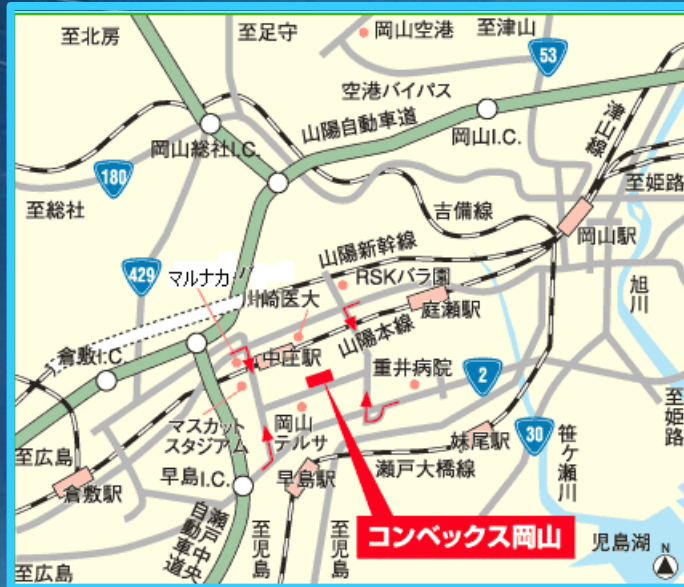 至北房
至足守
岡山空港
至津山
53
空港バイパス
山陽自動車道
岡山I.C.
津山線
岡山総社I.C.
180
至姫路
至総社
吉備線
岡山駅
山陽新幹線
429
マルナカ
RSKバラ園
旭川
川崎医大
庭瀬駅
山陽本線
倉敷I.C.
中庄駅
重井病院
2
マスカット
スタジアム
岡山
テルサ
至姫路
30
笹ヶ瀬川
妹尾駅
至広島
早島I.C.
早島駅
瀬戸大橋線
倉敷駅
瀬戸中央
自動車道
至児島
至児島
コンベックス岡山
児島湖
N
至広島